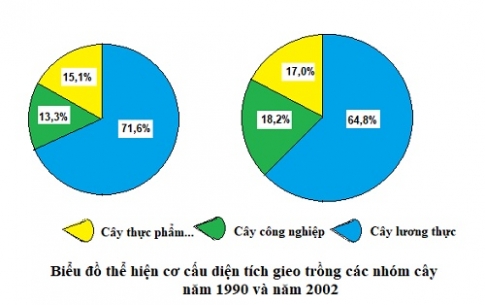 15,1%
17,0%
13,3%
71,6%
18,2%
64,8%
Cây thực phẩm...
Cây công nghiệp
Cây lương thực
Biểu đồ thể hiện cơ cấu diện tích gieo trồng các nhóm cây
năm 1990 và năm 2002